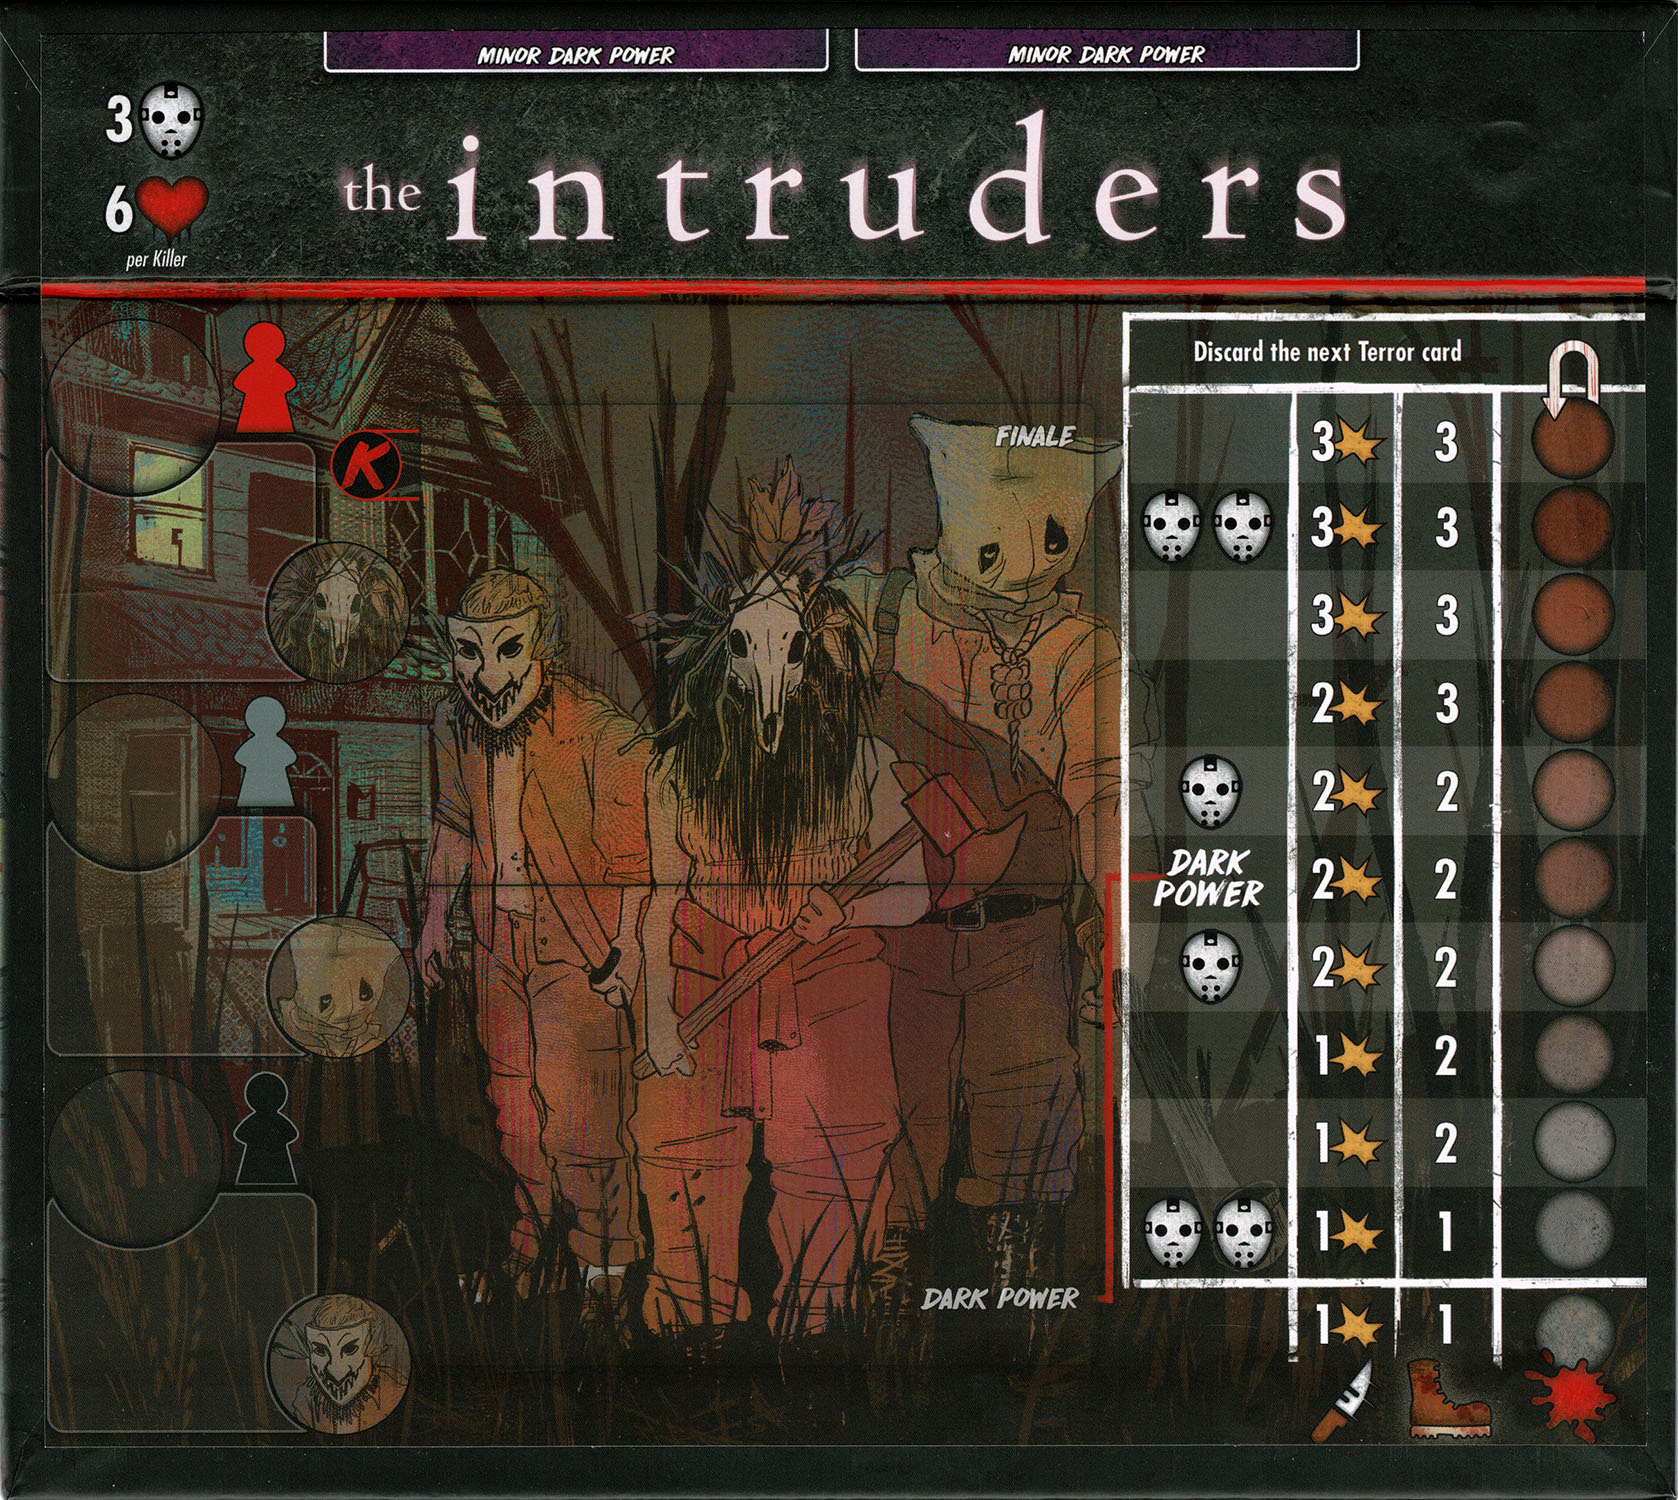 MINOR DARK POWER
MINOR DARK POWER
3
6
per Killer
the intruders
K
FINALE
Discard the next Terror card
3 3
3 3
3 3
2 3
2 2
DARK
POWER
2 2
2 2
1 2
1 2
1 1
DARK POWER
1 1